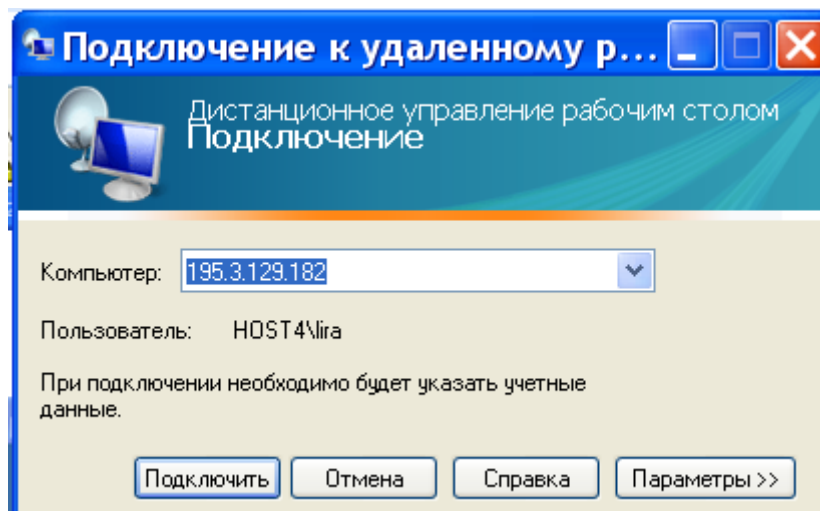 Подключение к удаленному р...
Дистанционное управление рабочим столом
Подключение
Компьютер: 195.3.129.182
Пользователь: HOST4\lira
При подключении необходимо будет указать учетные
данные.
Подключить Отмена Справка Параметры >>